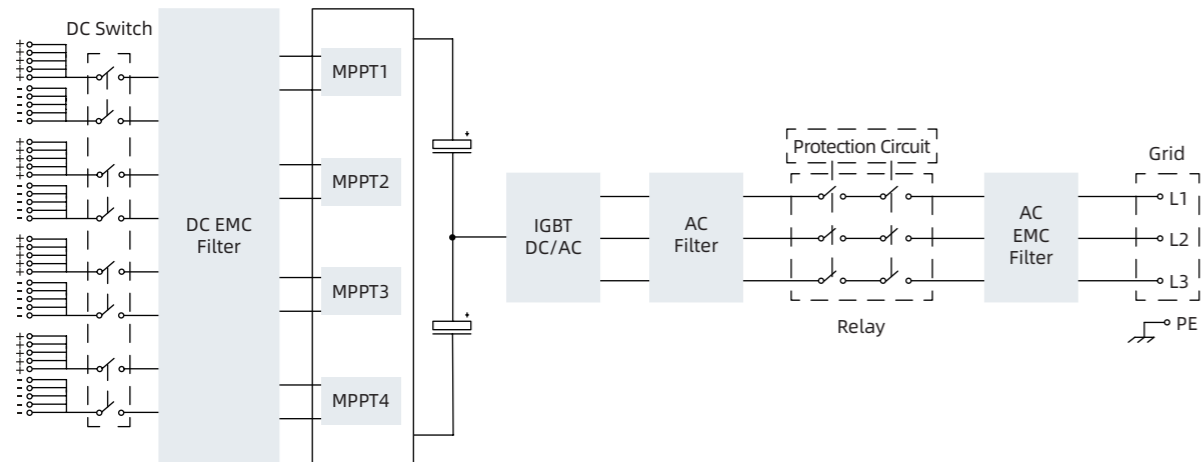 DC Switch
+
+
+
+
+
-
-
-
-
+
+
+
+
+
-
-
-
-
-
+
+
+
+
+
-
-
-
-
-
+
+
+
+
+
-
-
-
-
-
DC EMC
Filter
MPPT1
MPPT2
MPPT3
MPPT4
+
+
IGBT
DC/AC
AC
Filter
Protection Circuit
Relay
AC
EMC
Filter
Grid
L1
L2
L3
PE